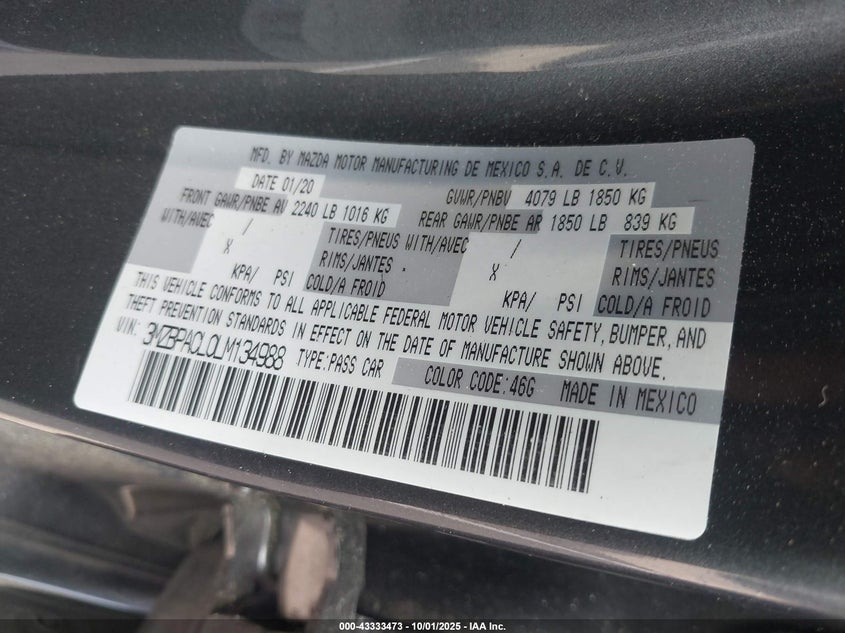 MFD. BY MAZDA MOTOR MANUFACTURING DE MEXICO S.A. DE C.V.
DATE 01/20
GVWR/PNBV 4079 LB 1850 KG
FRONT GAWR/PNBE AV 2240 LB 1016 KG
REAR GAWR/PNBE AR 1850 LB 839 KG
WITH/AVEC / TIRES/PNEUS WITH/AVEC / TIRES/PNEUS
X RIMS/JANTES . X RIMS/JANTES
KPA/ PSI COLD/A FROID KPA/ PSI COLD/A FROID
THIS VEHICLE CONFORMS TO ALL APPLICABLE FEDERAL MOTOR VEHICLE SAFETY, BUMPER, AND
THEFT PREVENTION STANDARDS IN EFFECT ON THE DATE OF MANUFACTURE SHOWN ABOVE.
VIN: 3MZBPACL0LM134988 TYPE:PASS CAR
COLOR CODE:46G MADE IN MEXICO
000-43333473 • 10/01/2025 - IAA Inc.